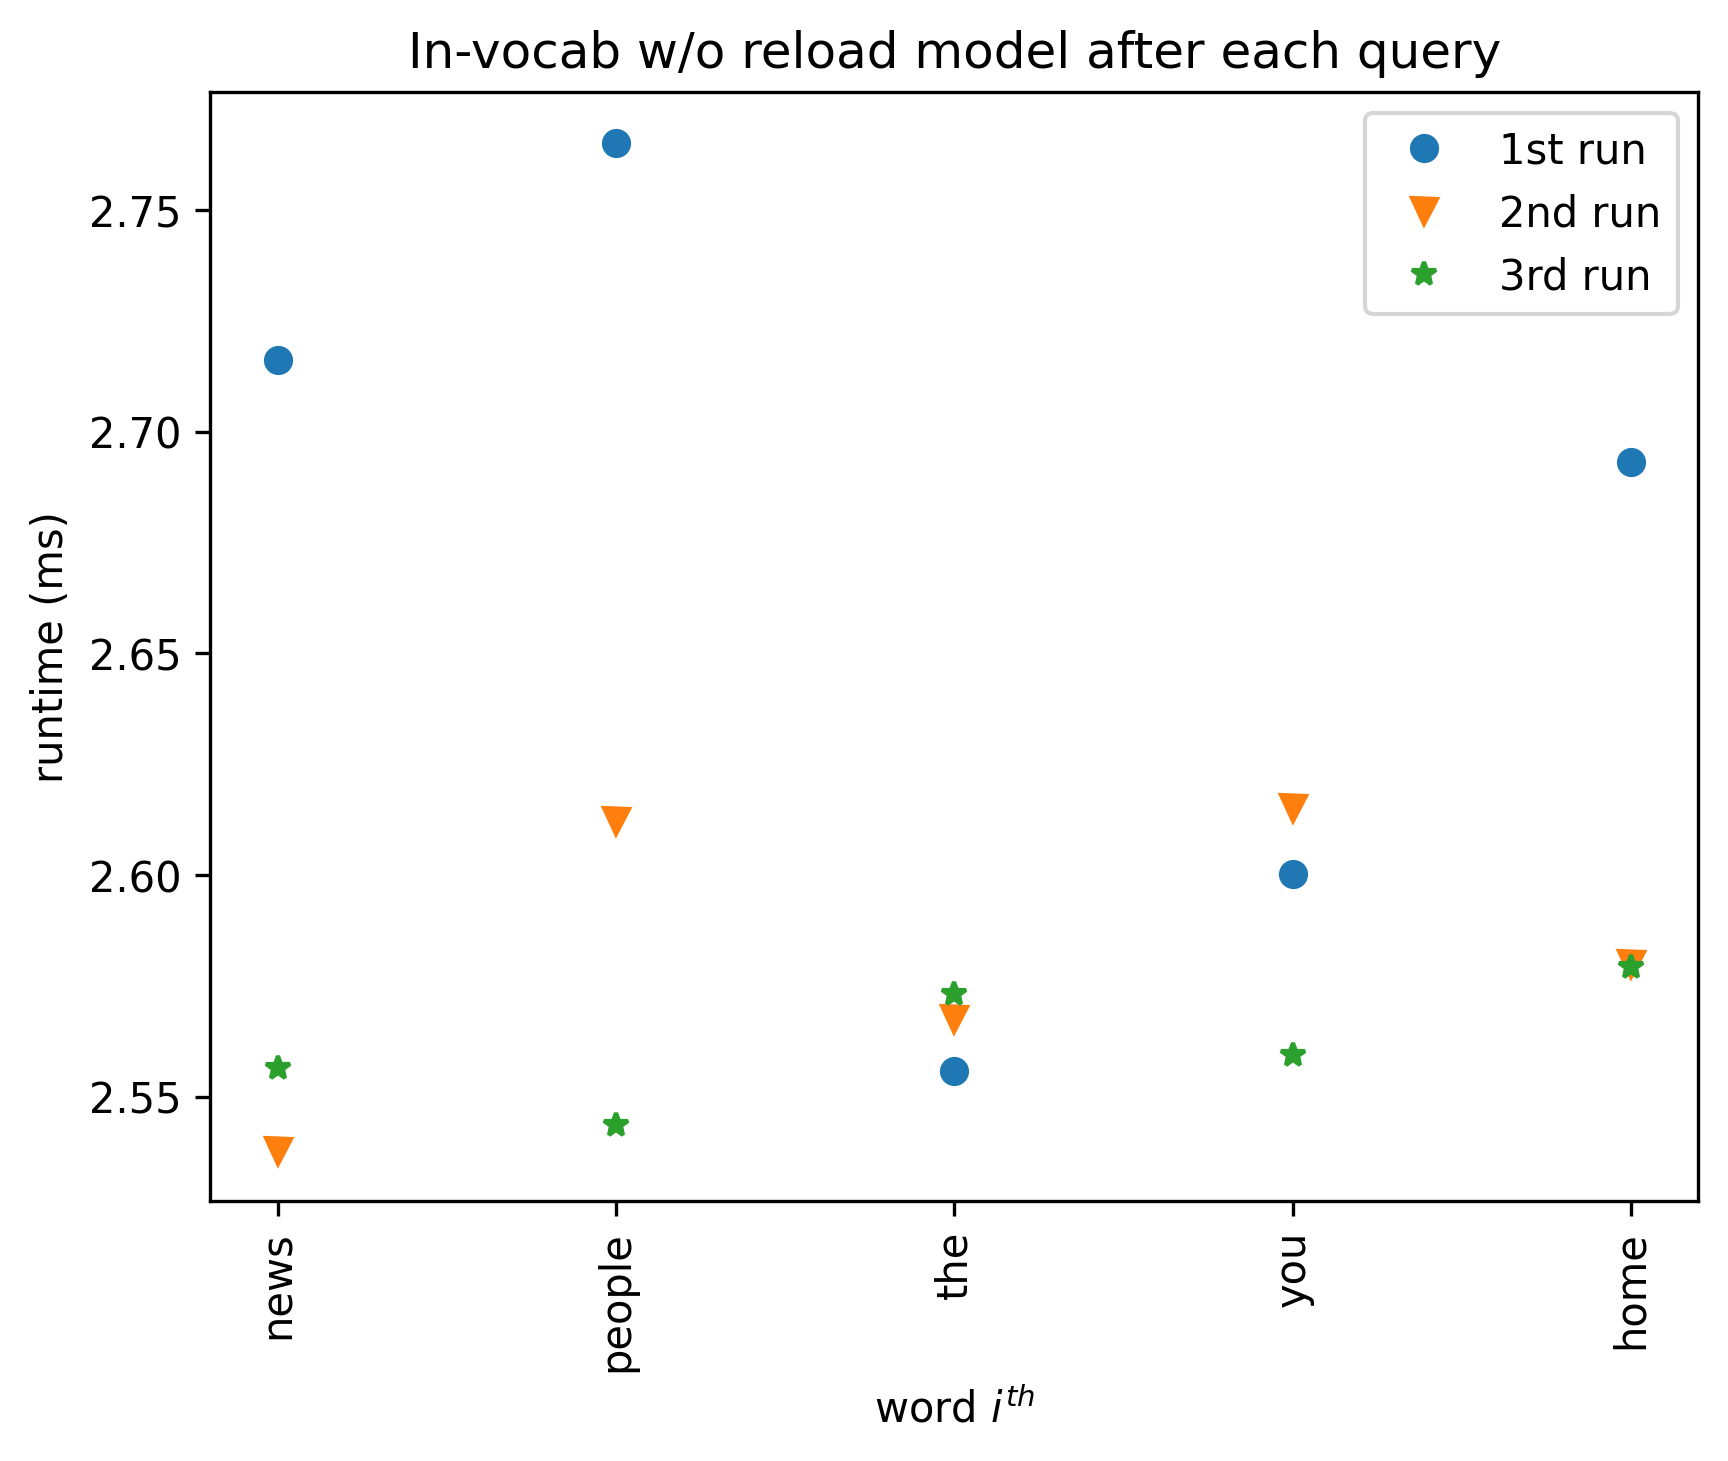 In-vocab w/o reload model after each query
1st run
2nd run
3rd run
runtime (ms)
2.75
2.70
2.65
2.60
2.55
news
people
the
you
home
word i^th